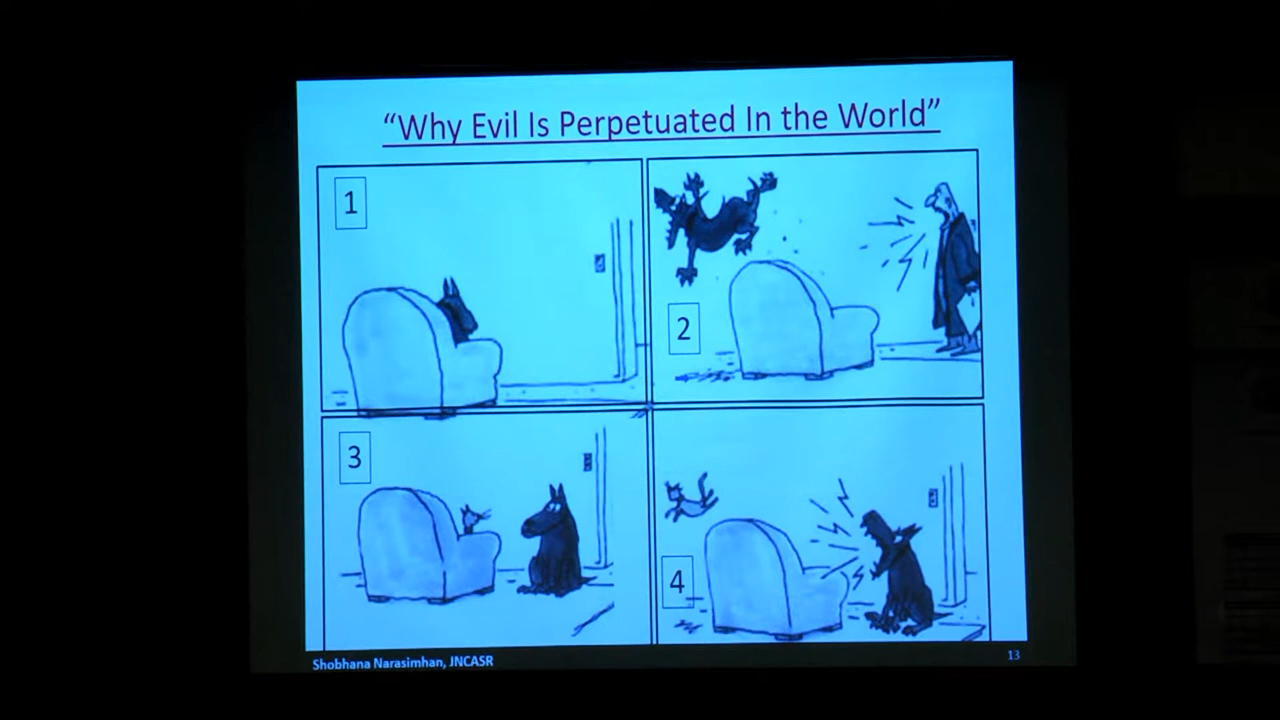 “Why Evil Is Perpetuated In the World”
1
2
3
4
Shobhana Narasimhan, JNCASR
13